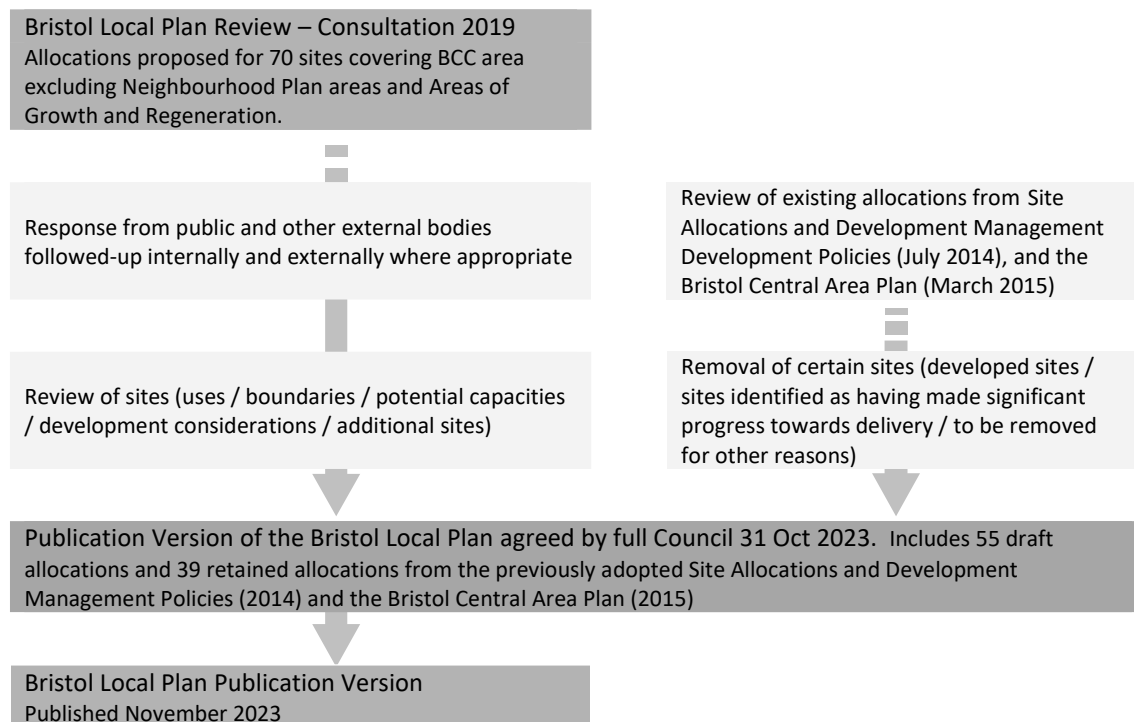 Bristol Local Plan Review – Consultation 2019
Allocations proposed for 70 sites covering BCC area
excluding Neighbourhood Plan areas and Areas of
Growth and Regeneration.
Response from public and other external bodies
followed-up internally and externally where appropriate
Review of existing allocations from Site
Allocations and Development Management
Development Policies (July 2014), and the
Bristol Central Area Plan (March 2015)
Review of sites (uses / boundaries / potential capacities
/ development considerations / additional sites)
Removal of certain sites (developed sites /
sites identified as having made significant
progress towards delivery / to be removed
for other reasons)
Publication Version of the Bristol Local Plan agreed by full Council 31 Oct 2023. Includes 55 draft
allocations and 39 retained allocations from the previously adopted Site Allocations and Development
Management Policies (2014) and the Bristol Central Area Plan (2015)
Bristol Local Plan Publication Version
Published November 2023